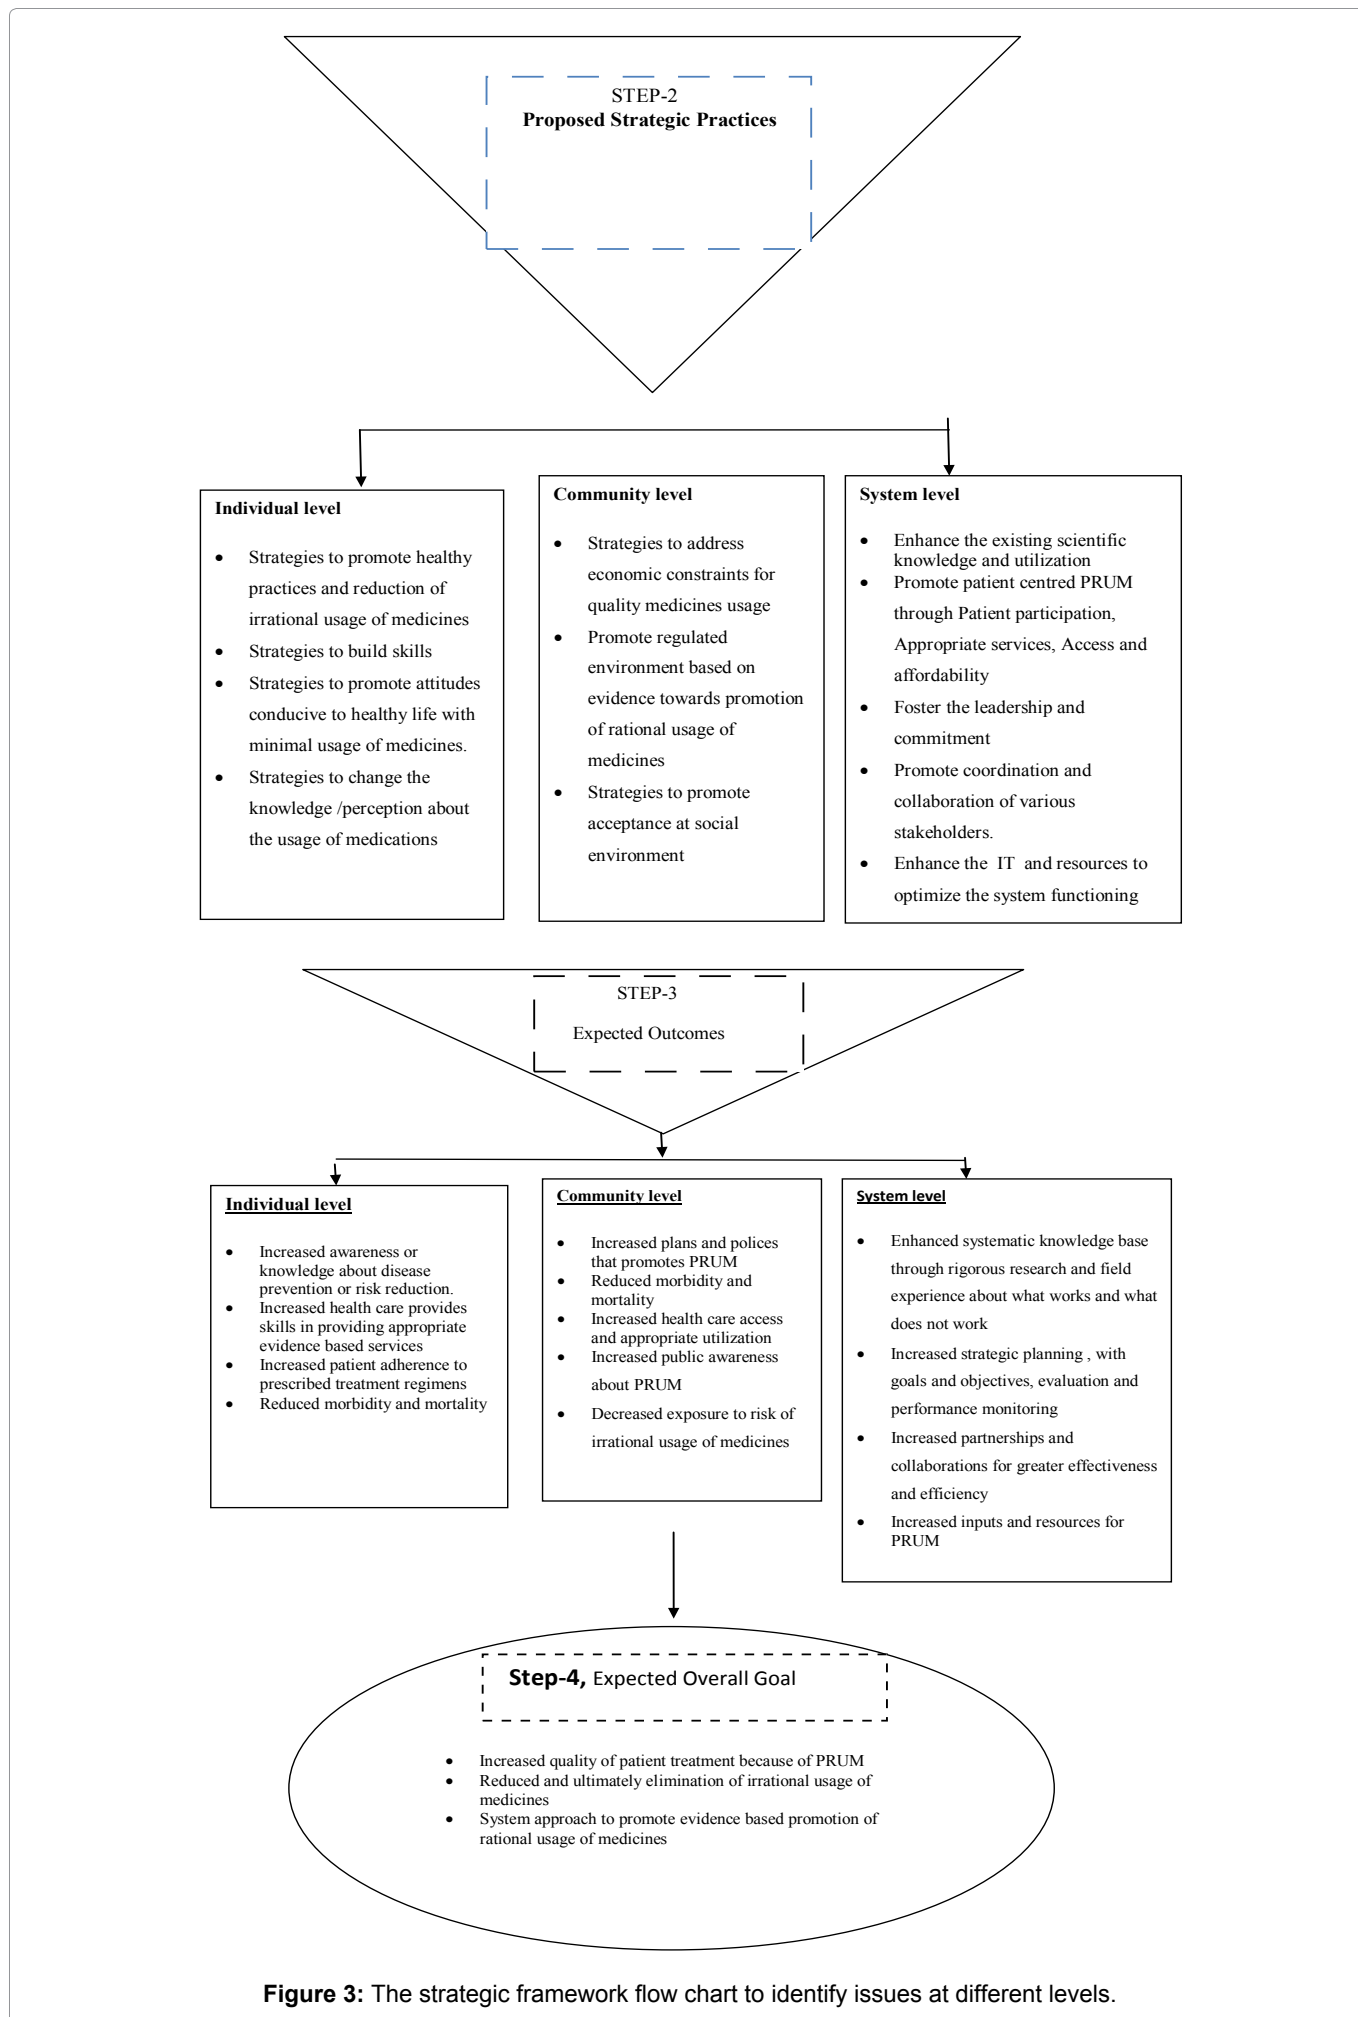 STEP-2
Proposed Strategic Practices
Individual level
• Strategies to promote healthy
practices and reduction of
irrational usage of medicines
• Strategies to build skills
• Strategies to promote attitudes
conducive to healthy life with
minimal usage of medicines.
• Strategies to change the
knowledge /perception about
the usage of medications
Community level
• Strategies to address
economic constraints for
quality medicines usage
• Promote regulated
environment based on
evidence towards promotion
of rational usage of
medicines
• Strategies to promote
acceptance at social
environment
System level
• Enhance the existing scientific
knowledge and utilization
• Promote patient centred PRUM
through Patient participation,
Appropriate services, Access and
affordability
• Foster the leadership and
commitment
• Promote coordination and
collaboration of various
stakeholders.
• Enhance the IT and resources to
optimize the system functioning
STEP-3
Expected Outcomes
Individual level
• Increased awareness or
knowledge about disease
prevention or risk reduction.
• Increased health care provides
skills in providing appropriate
evidence based services
• Increased patient adherence to
prescribed treatment regimens
• Reduced morbidity and mortality
Community level
• Increased plans and polices
that promotes PRUM
• Reduced morbidity and
mortality
• Increased health care access
and appropriate utilization
• Increased public awareness
about PRUM
• Decreased exposure to risk of
irrational usage of medicines
System level
• Enhanced systematic knowledge base
through rigorous research and field
experience about what works and what
does not work
• Increased strategic planning , with
goals and objectives, evaluation and
performance monitoring
• Increased partnerships and
collaborations for greater effectiveness
and efficiency
• Increased inputs and resources for
PRUM
Step-4, Expected Overall Goal
• Increased quality of patient treatment because of PRUM
• Reduced and ultimately elimination of irrational usage of
medicines
• System approach to promote evidence based promotion of
rational usage of medicines
Figure 3: The strategic framework flow chart to identify issues at different levels.